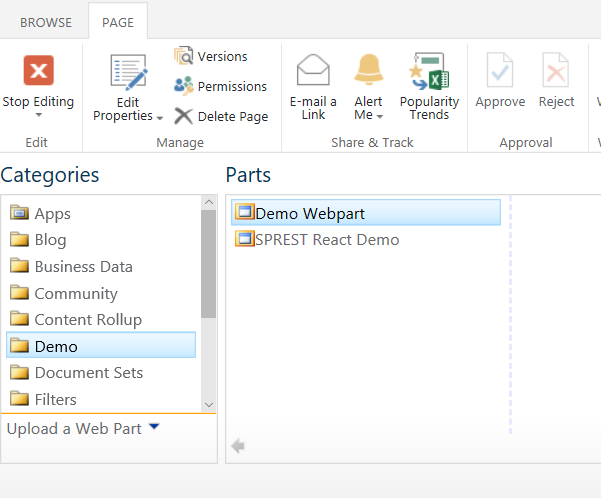 BROWSE
PAGE
Stop Editing
Edit
Properties
Versions
Permissions
Delete Page
E-mail a
Link
Alert
Me
Popularity
Trends
Approve
Reject
Edit
Manage
Share & Track
Approval
Categories
Parts
Apps
Blog
Business Data
Community
Content Rollup
Demo
Document Sets
Filters
Upload a Web Part
Demo Webpart
SPREST React Demo